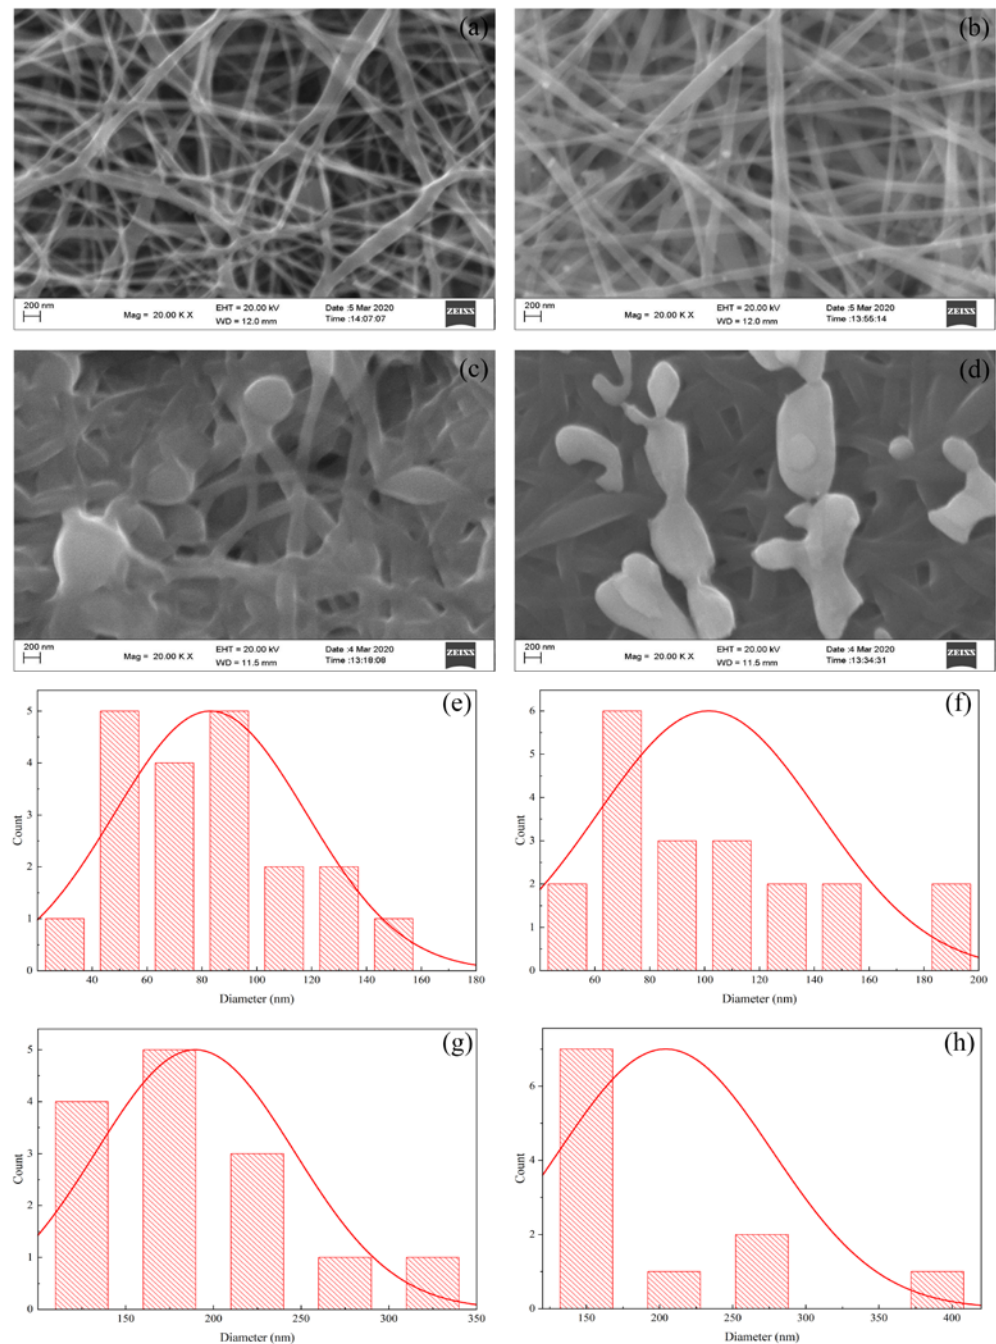 (a)
200 nm
Mag = 20.00 K X
EHT = 20.00 kV
WD = 12.0 mm
Date :5 Mar 2020
Time :14:07:07
ZEISS
(b)
200 nm
Mag = 20.00 K X
EHT = 20.00 kV
WD = 12.0 mm
Date :5 Mar 2020
Time :13:55:14
ZEISS
(c)
200 nm
Mag = 20.00 K X
EHT = 20.00 kV
WD = 11.5 mm
Date :4 Mar 2020
Time :13:18:08
ZEISS
(d)
200 nm
Mag = 20.00 K X
EHT = 20.00 kV
WD = 11.5 mm
Date :4 Mar 2020
Time :13:34:31
ZEISS
(e)
5
4
3
2
1
0
Count
40 60 80 100 120 140 160 180
Diameter (nm)
(f)
6
5
4
3
2
1
0
Count
60 80 100 120 140 160 180 200
Diameter (nm)
(g)
5
4
3
1
0
Count
150 200 250 300 350
Diameter (nm)
(h)
6
4
2
0
Count
150 200 250 300 350 400
Diameter (nm)